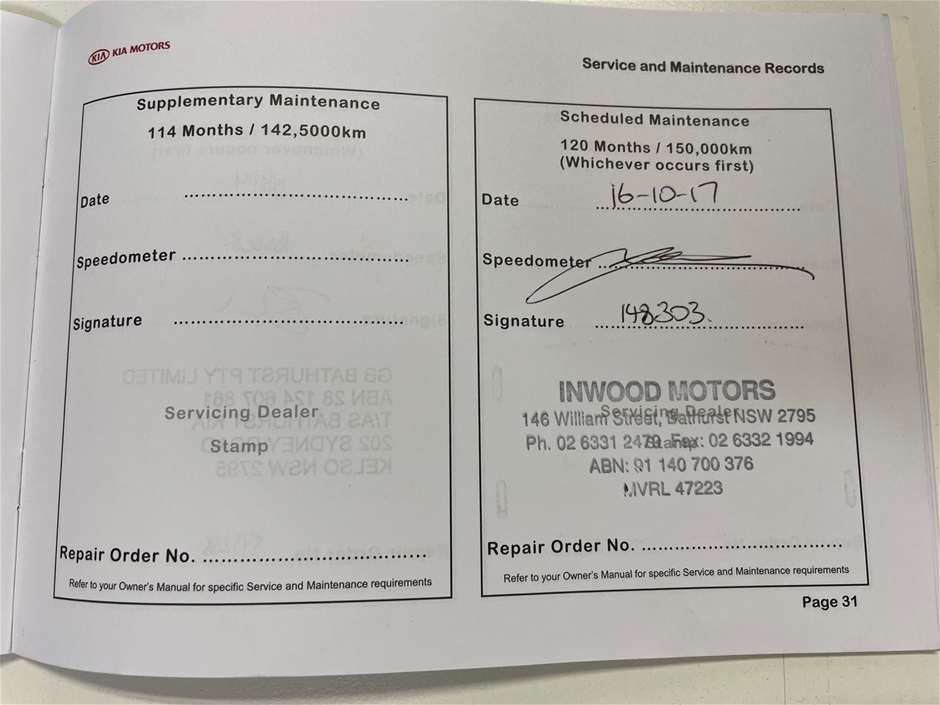 KIA KIA MOTORS
Service and Maintenance Records
Supplementary Maintenance
114 Months / 142,5000km
Date ..........
Speedometer ..........
Signature ..........
Servicing Dealer
Stamp
Repair Order No. ..........
Refer to your Owner's Manual for specific Service and Maintenance requirements
Scheduled Maintenance
120 Months / 150,000km
(Whichever occurs first)
Date 16-10-17
Speedometer ..........
Signature 148303.
INWOOD MOTORS
Servicing Dealer
146 William Street, Bathurst NSW 2795
Stamp
Ph. 02 6331 2479 Fax: 02 6332 1994
ABN: 91 140 700 376
MVRL 47223
Repair Order No. ..........
Refer to your Owner's Manual for specific Service and Maintenance requirements
Page 31